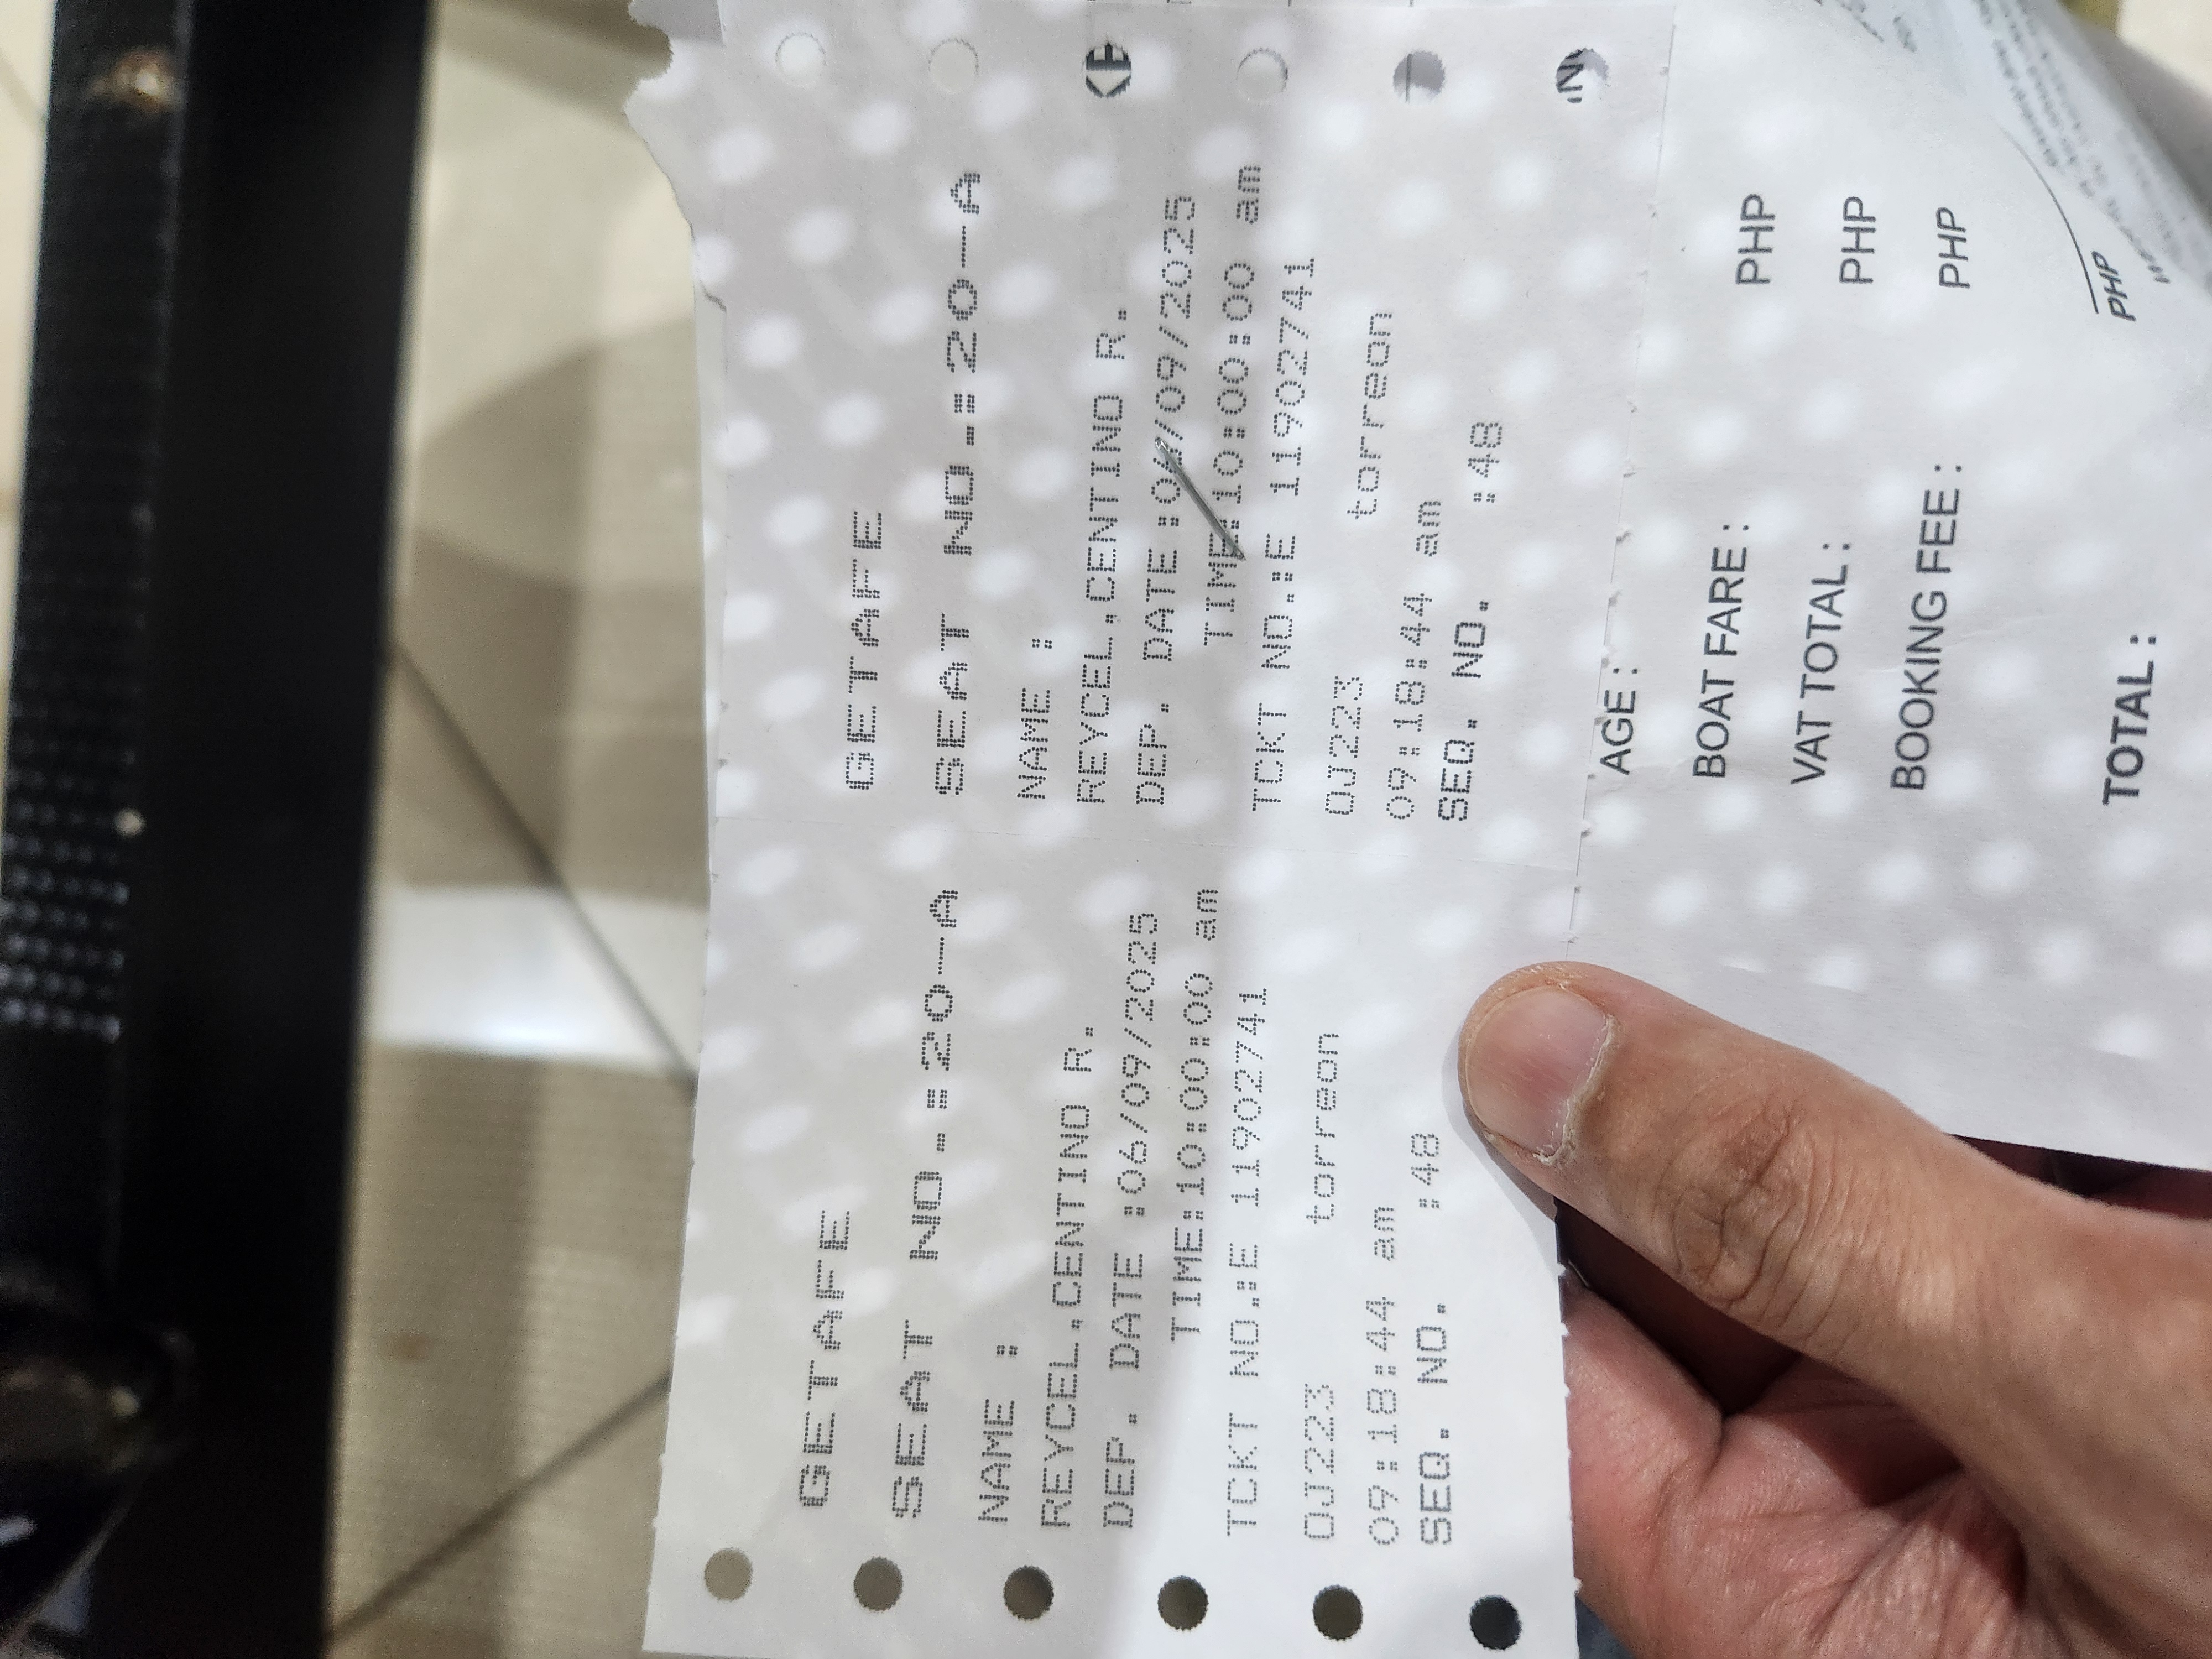 GETAFE
SEAT NO.:20-A
NAME :
REYCEL,CENTINO R.
DEP. DATE :06/09/2025
TIME:10:00:00 am
TCKT NO.:E 11902741
OJ223 torreon
09:18:44 am
SEQ. NO. :48
GETAFE
SEAT NO.:20-A
NAME :
REYCEL,CENTINO R.
DEP. DATE :06/09/2025
TIME:10:00:00 am
TCKT NO.:E 11902741
OJ223 torreon
09:18:44 am
SEQ. NO. :48
AGE :
BOAT FARE : PHP
VAT TOTAL : PHP
BOOKING FEE : PHP
TOTAL : PHP